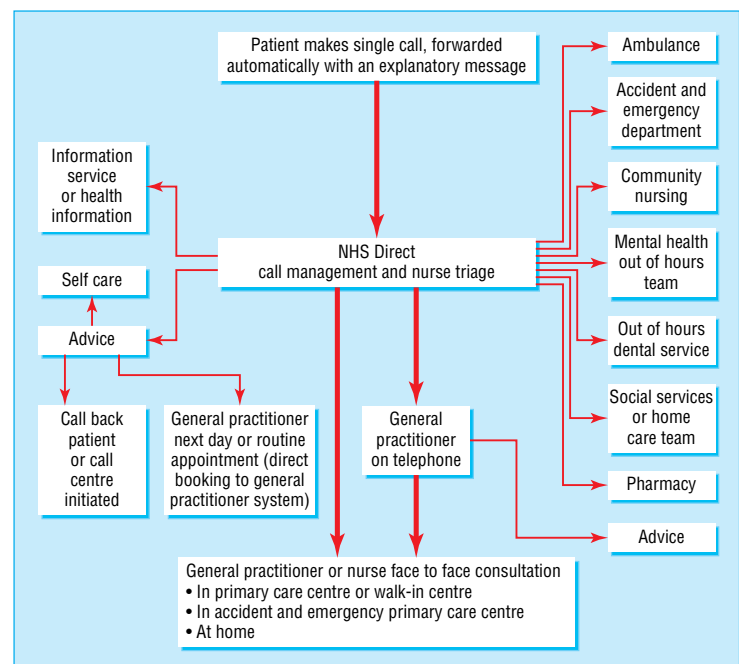 Patient makes single call, forwarded
automatically with an explanatory message
Ambulance
Accident and
emergency
department
Information
service
or health
information
Community
nursing
NHS Direct
call management and nurse triage
Mental health
out of hours
team
Self care
Advice
Out of hours
dental service
Call back
patient
or call
centre
initiated
General practitioner
next day or routine
appointment (direct
booking to general
practitioner system)
General
practitioner
on telephone
Social services
or home
care team
Pharmacy
Advice
General practitioner or nurse face to face consultation
• In primary care centre or walk-in centre
• In accident and emergency primary care centre
• At home